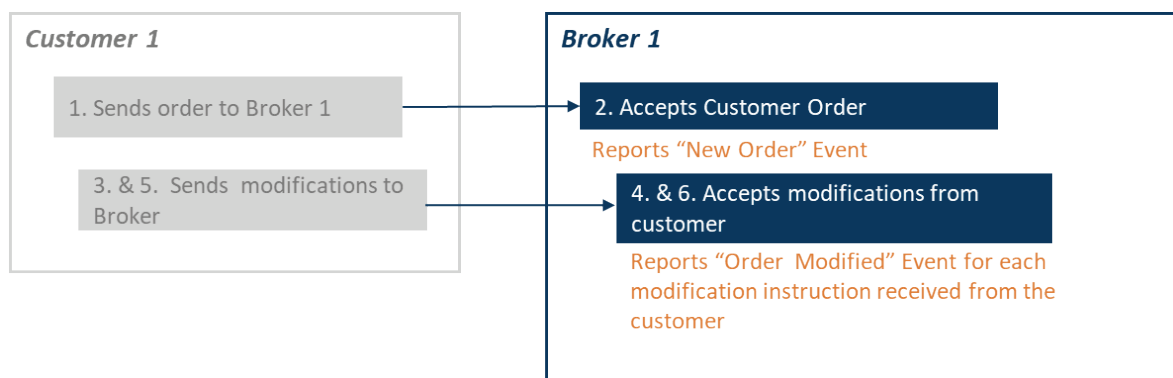 Customer 1
Broker 1
1. Sends order to Broker 1
2. Accepts Customer Order
Reports “New Order” Event
3. & 5. Sends modifications to
Broker
4. & 6. Accepts modifications from
customer
Reports “Order Modified” Event for each
modification instruction received from the
customer